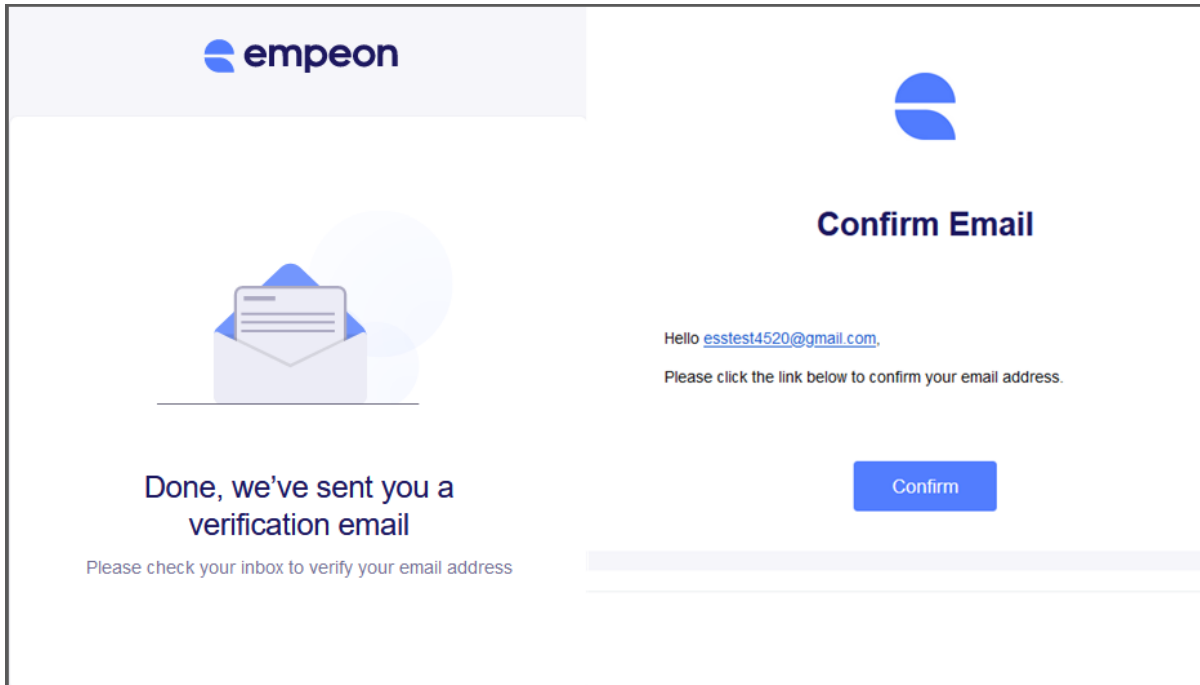 empeon
Done, we've sent you a
verification email
Please check your inbox to verify your email address
Confirm Email
Hello esstest4520@gmail.com,
Please click the link below to confirm your email address.
Confirm